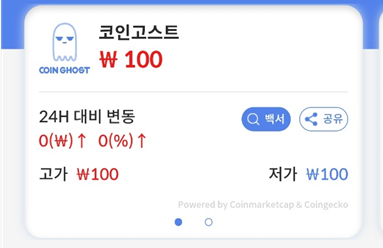 코인고스트
COIN GHOST
₩ 100
24H 대비 변동
백서
공유
0(₩)↑ 0(%)↑
고가 ₩100
저가 ₩100
Powered by Coinmarketcap & Coingecko